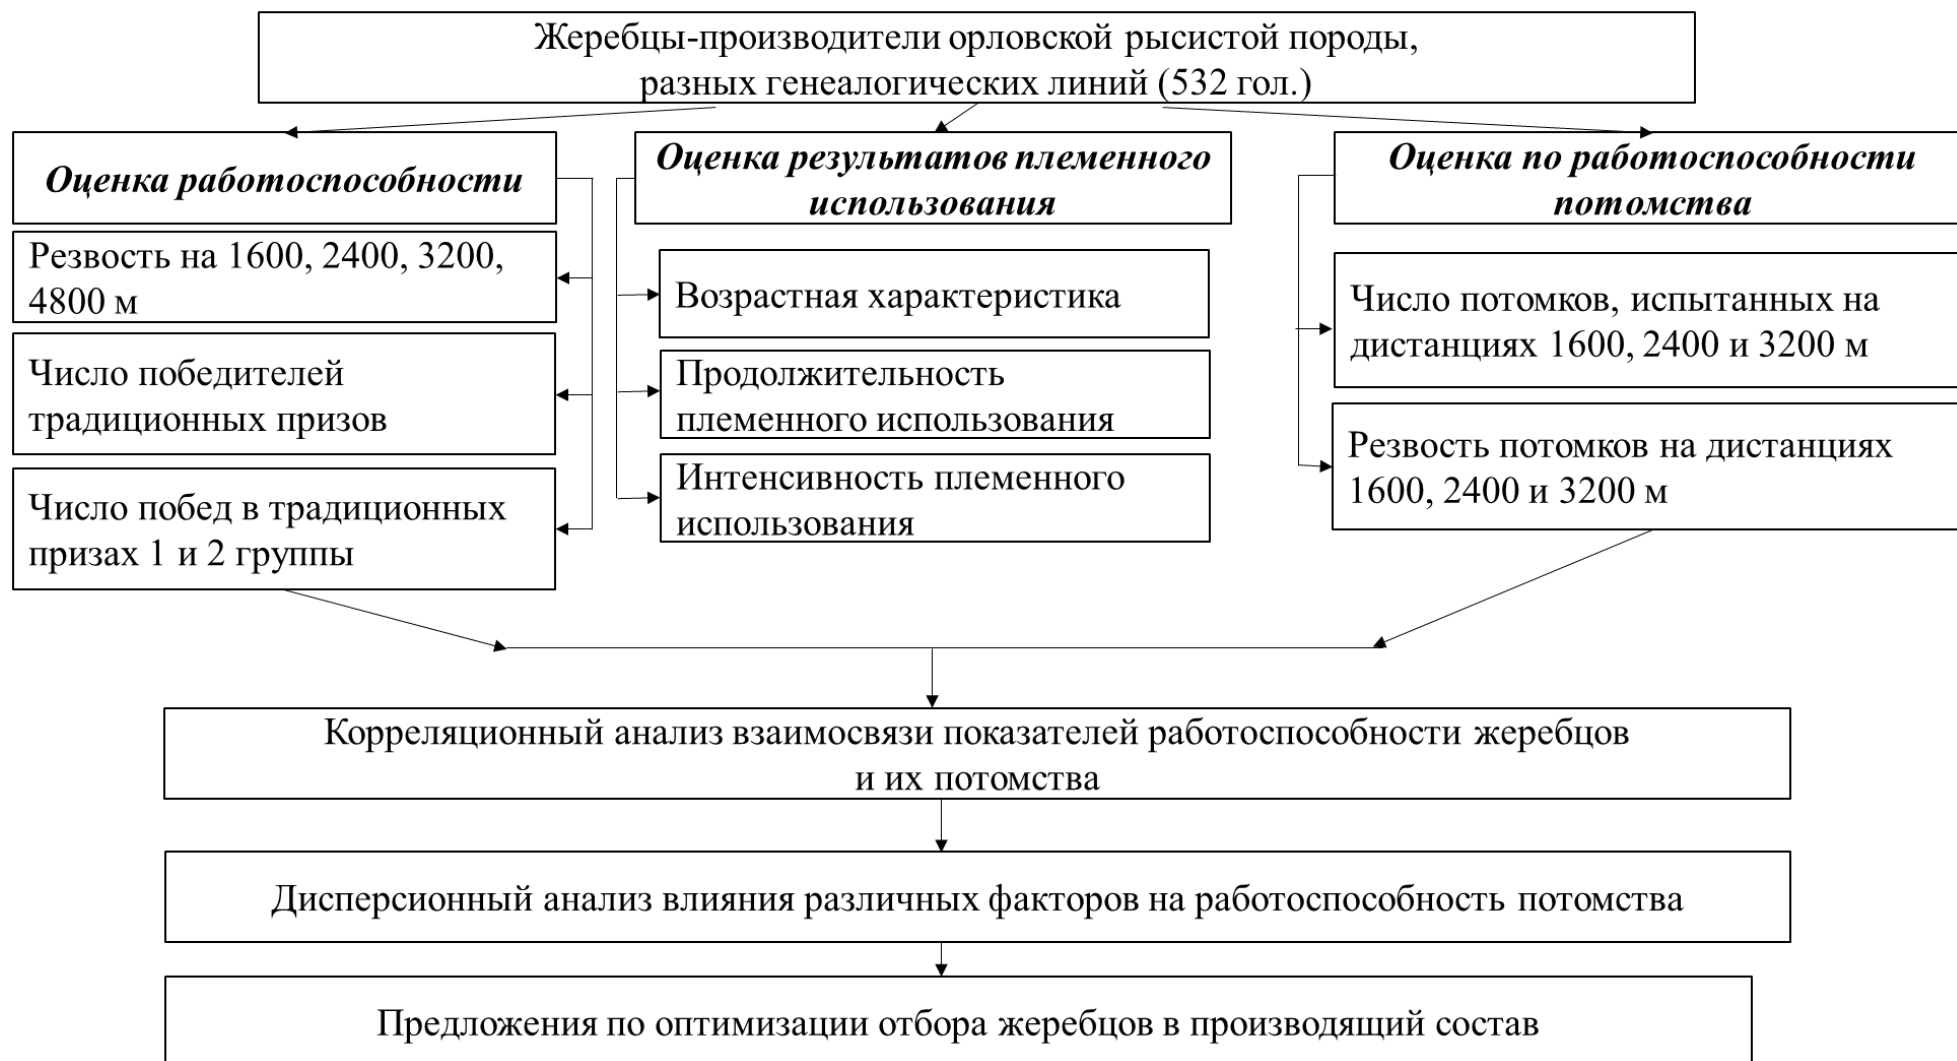 Жеребцы-производители орловской рысистой породы,
разных генеалогических линий (532 гол.)
Оценка работоспособности
Резвость на 1600, 2400, 3200,
4800 м
Число победителей
традиционных призов
Число побед в традиционных
призах 1 и 2 группы
Оценка результатов племенного
использования
Возрастная характеристика
Продолжительность
племенного использования
Интенсивность племенного
использования
Оценка по работоспособности
потомства
Число потомков, испытанных на
дистанциях 1600, 2400 и 3200 м
Резвость потомков на дистанциях
1600, 2400 и 3200 м
Корреляционный анализ взаимосвязи показателей работоспособности жеребцов
и их потомства
Дисперсионный анализ влияния различных факторов на работоспособность потомства
Предложения по оптимизации отбора жеребцов в производящий состав